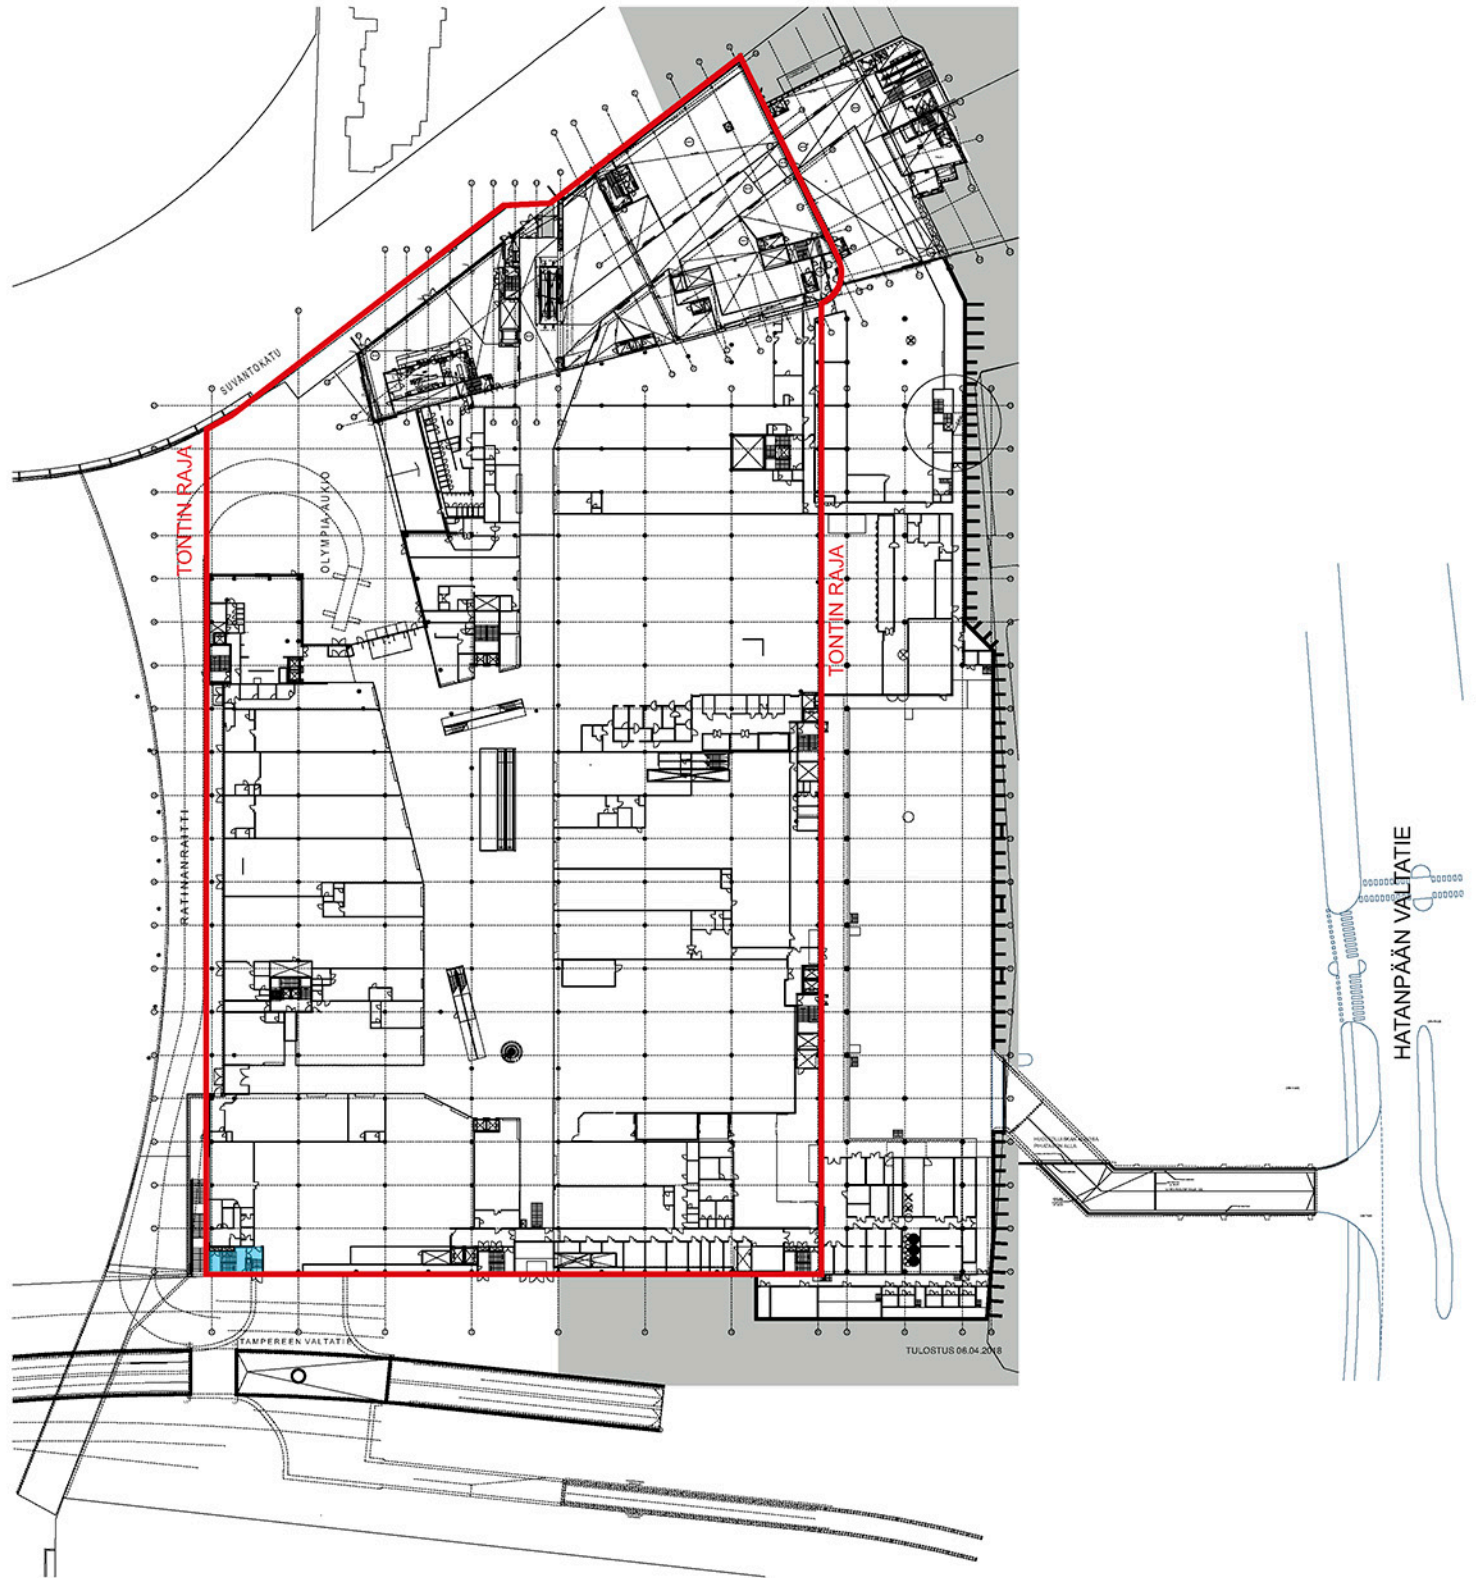 SUVANTOKATU
TONTIN RAJA
OLYMPIA-AUKIO
TONTIN RAJA
RATINANRAITTI
HATANPÄÄN VALTATIE
TAMPEREEN VALTATIE
TULOSTUS 06.04.2018